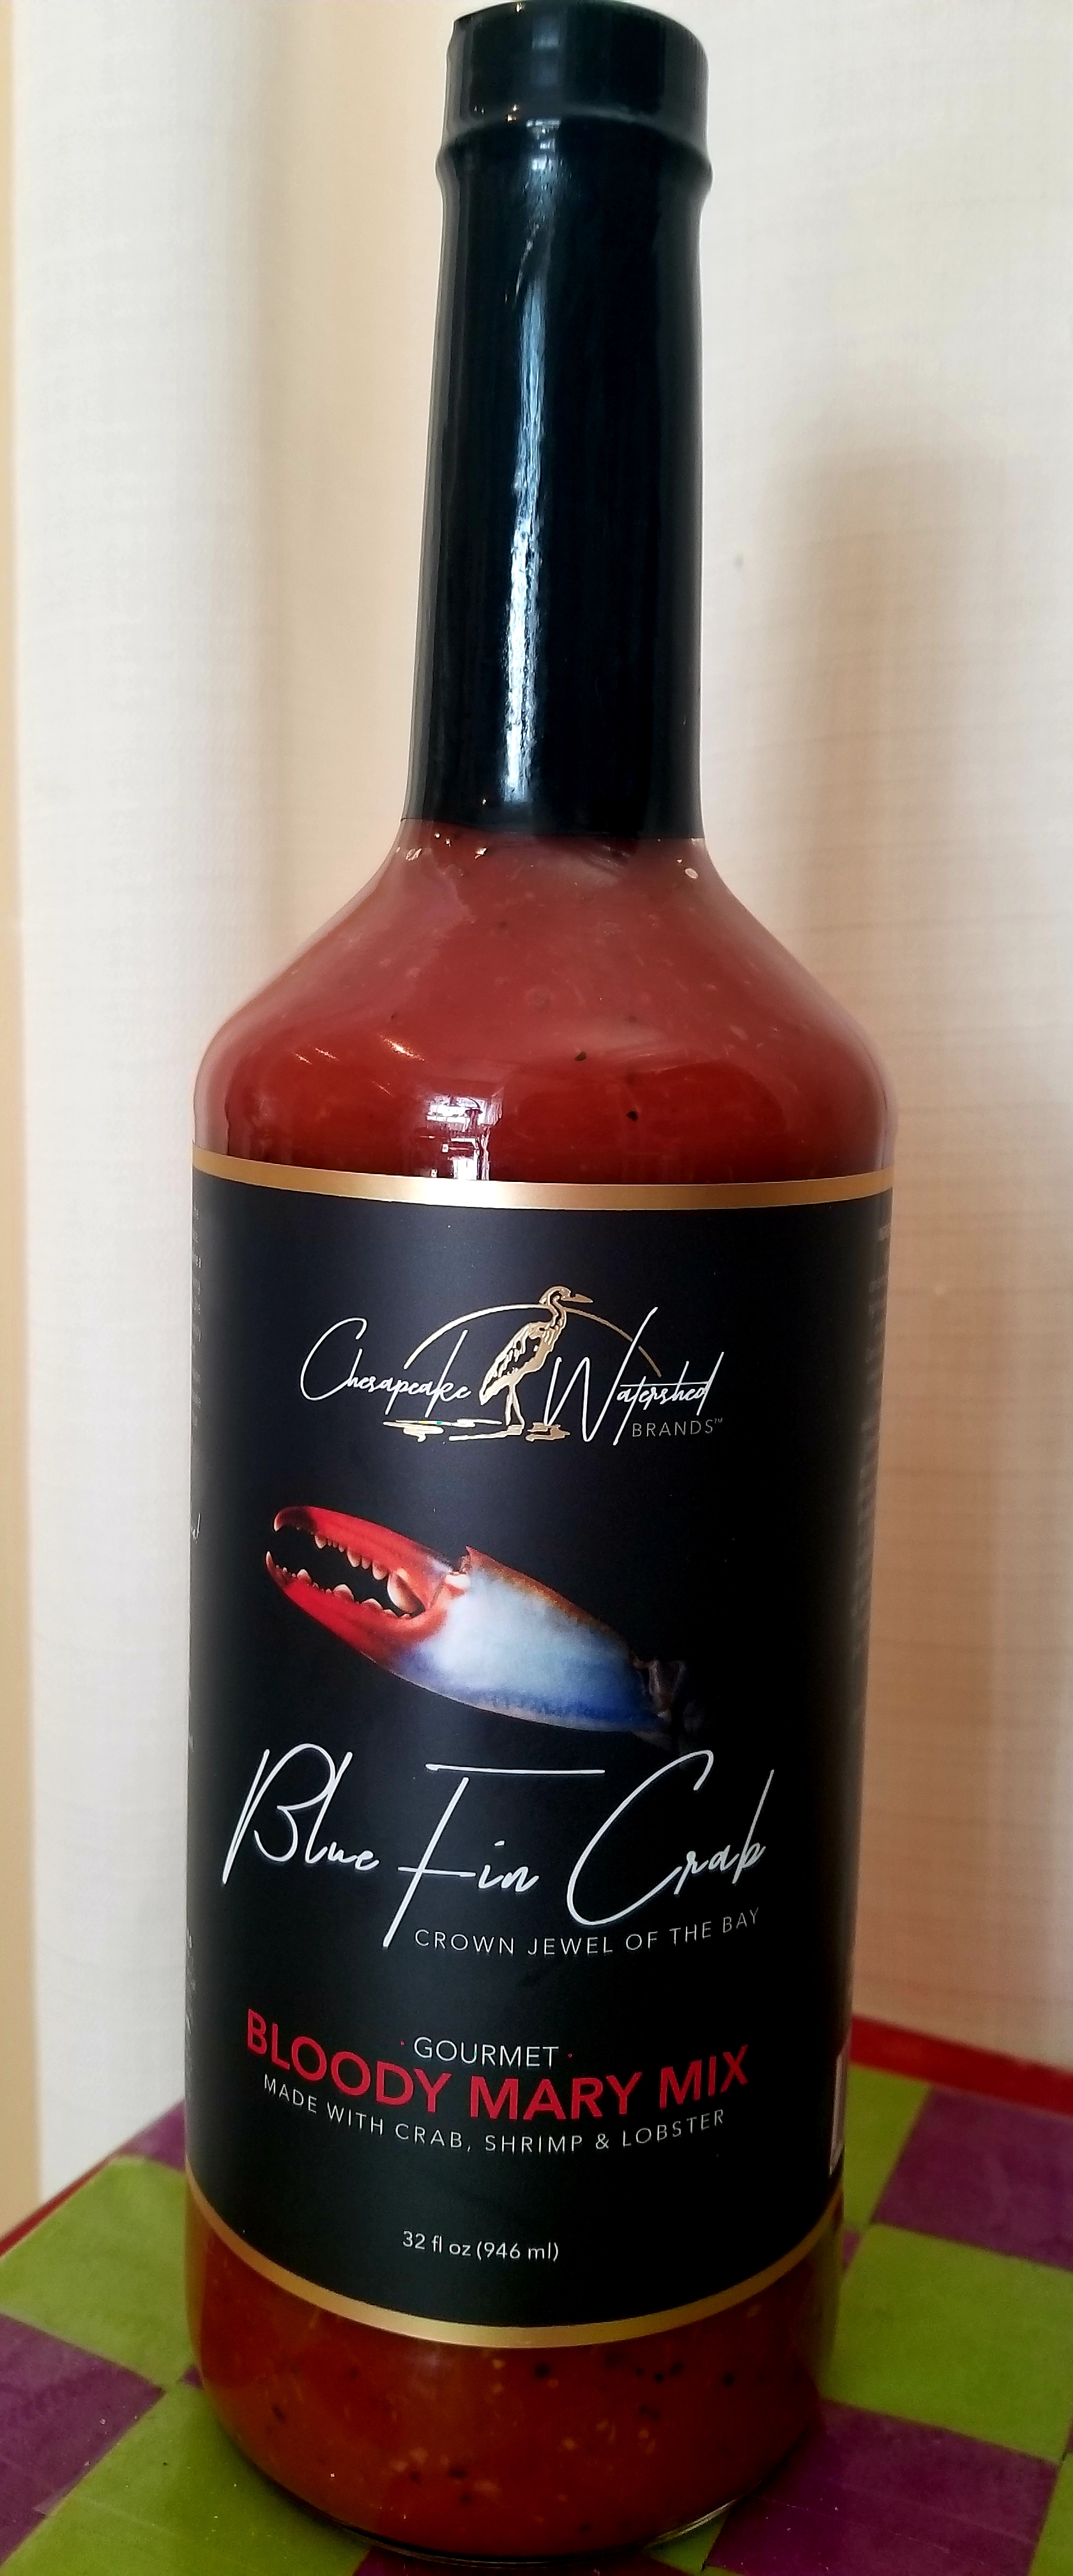 Chesapeake Watershed
BRANDS™
Blue Fin Crab
CROWN JEWEL OF THE BAY
· GOURMET ·
BLOODY MARY MIX
MADE WITH CRAB, SHRIMP & LOBSTER
32 fl oz (946 ml)